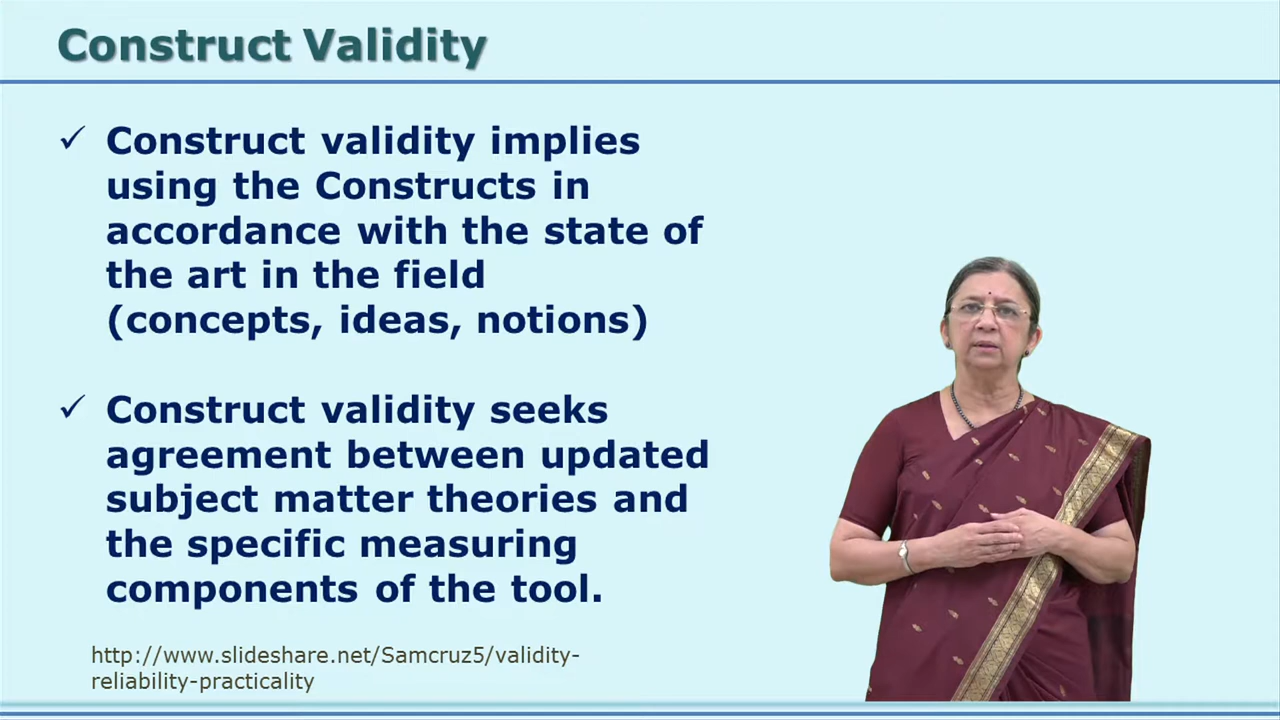 Construct Validity
✓ Construct validity implies
using the Constructs in
accordance with the state of
the art in the field
(concepts, ideas, notions)
✓ Construct validity seeks
agreement between updated
subject matter theories and
the specific measuring
components of the tool.
http://www.slideshare.net/Samcruz5/validity-
reliability-practicality